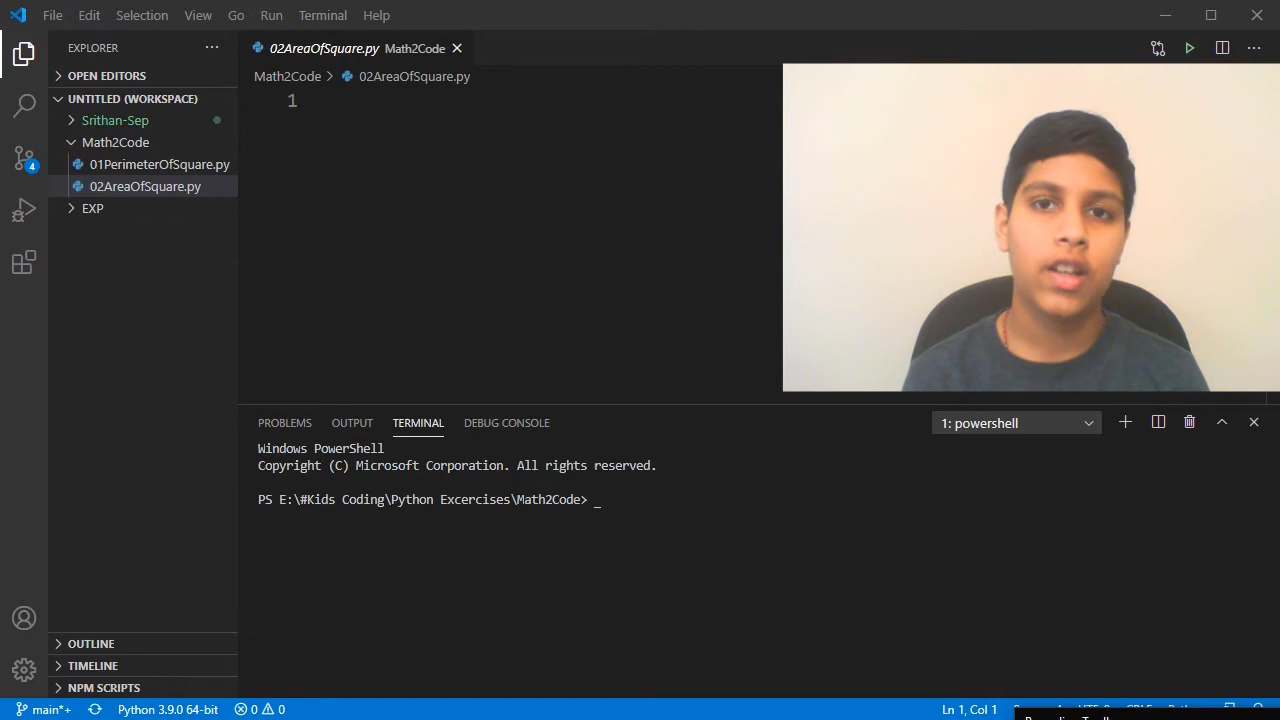 File Edit Selection View Go Run Terminal Help
EXPLORER
OPEN EDITORS
UNTITLED (WORKSPACE)
Srithan-Sep
Math2Code
01PerimeterOfSquare.py
02AreaOfSquare.py
EXP
4
OUTLINE
TIMELINE
NPM SCRIPTS
02AreaOfSquare.py Math2Code
Math2Code > 02AreaOfSquare.py
1
PROBLEMS OUTPUT TERMINAL DEBUG CONSOLE
1: powershell
Windows PowerShell
Copyright (C) Microsoft Corporation. All rights reserved.
PS E:\#Kids Coding\Python Excercises\Math2Code> _
main*+ Python 3.9.0 64-bit 0 0 Ln 1, Col 1